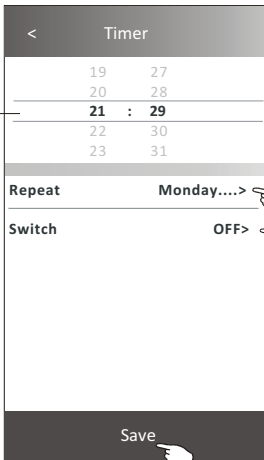 < Timer
19 27
20 28
21 : 29
22 30
23 31
Repeat Monday....>
Switch OFF>
Save